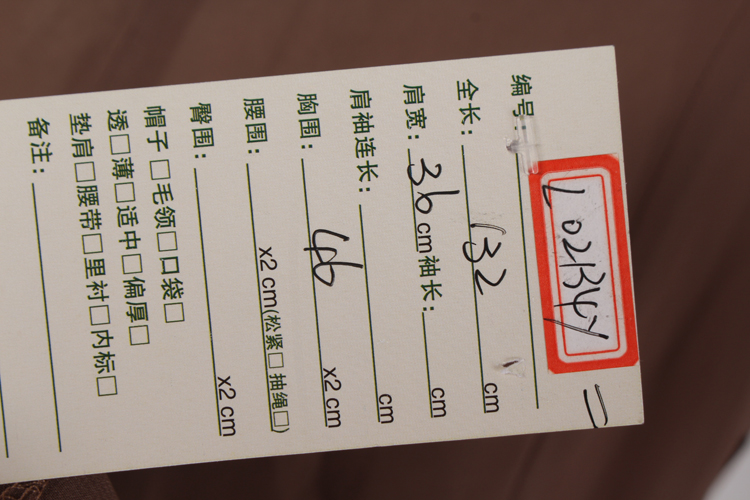 编号 L02134y =
全长: 132 cm
肩宽: 36 cm 袖长: cm
肩袖连长: cm
胸围: 46 x2 cm
腰围: x2 cm(松紧□ 抽绳□)
臀围: x2 cm
帽子□毛领□口袋□
透□薄□适中□偏厚□
垫肩□腰带□里衬□内标□
备注: